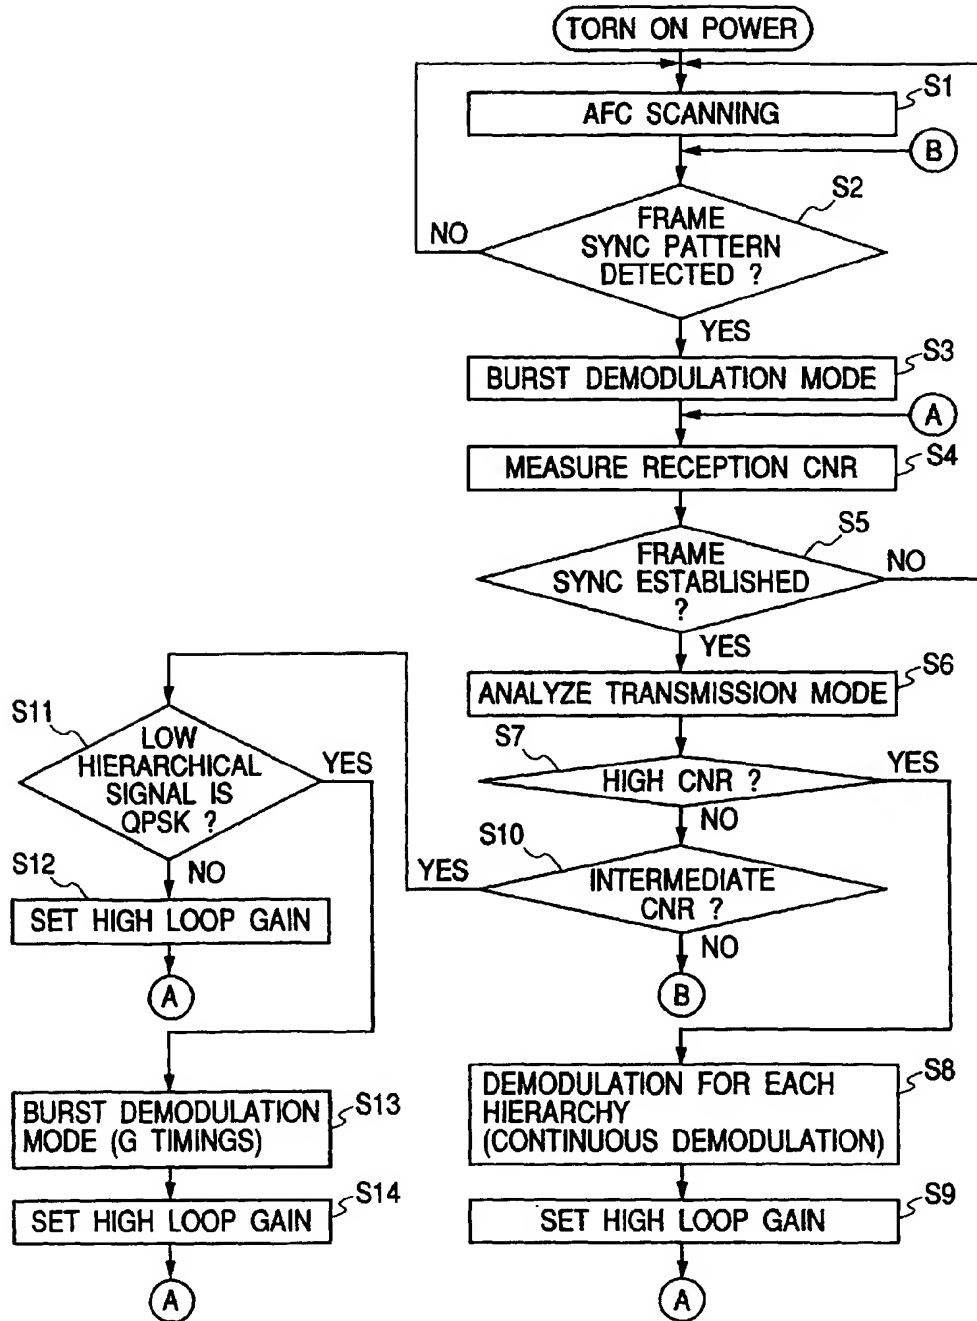 TORN ON POWER
S1
AFC SCANNING
B
S2
FRAME
SYNC PATTERN
DETECTED ?
NO
YES
S3
BURST DEMODULATION MODE
A
S4
MEASURE RECEPTION CNR
S5
FRAME
SYNC ESTABLISHED
?
NO
YES
S6
ANALYZE TRANSMISSION MODE
S7
HIGH CNR ?
YES
NO
S10
INTERMEDIATE
CNR ?
YES
NO
B
S11
LOW
HIERARCHICAL
SIGNAL IS
QPSK ?
YES
NO
S12
SET HIGH LOOP GAIN
A
S13
BURST DEMODULATION
MODE (G TIMINGS)
S14
SET HIGH LOOP GAIN
A
S8
DEMODULATION FOR EACH
HIERARCHY
(CONTINUOUS DEMODULATION)
S9
SET HIGH LOOP GAIN
A